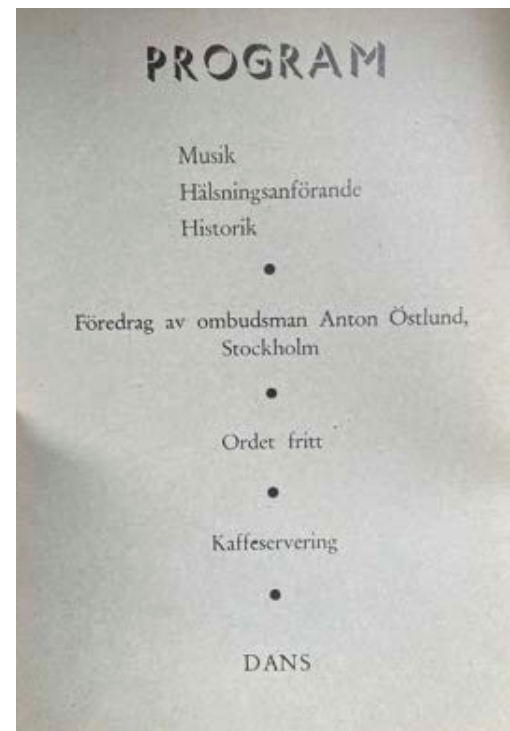 PROGRAM
Musik
Hälsningsanförande
Historik
Föredrag av ombudsman Anton Östlund,
Stockholm
Ordet fritt
Kaffeservering
DANS